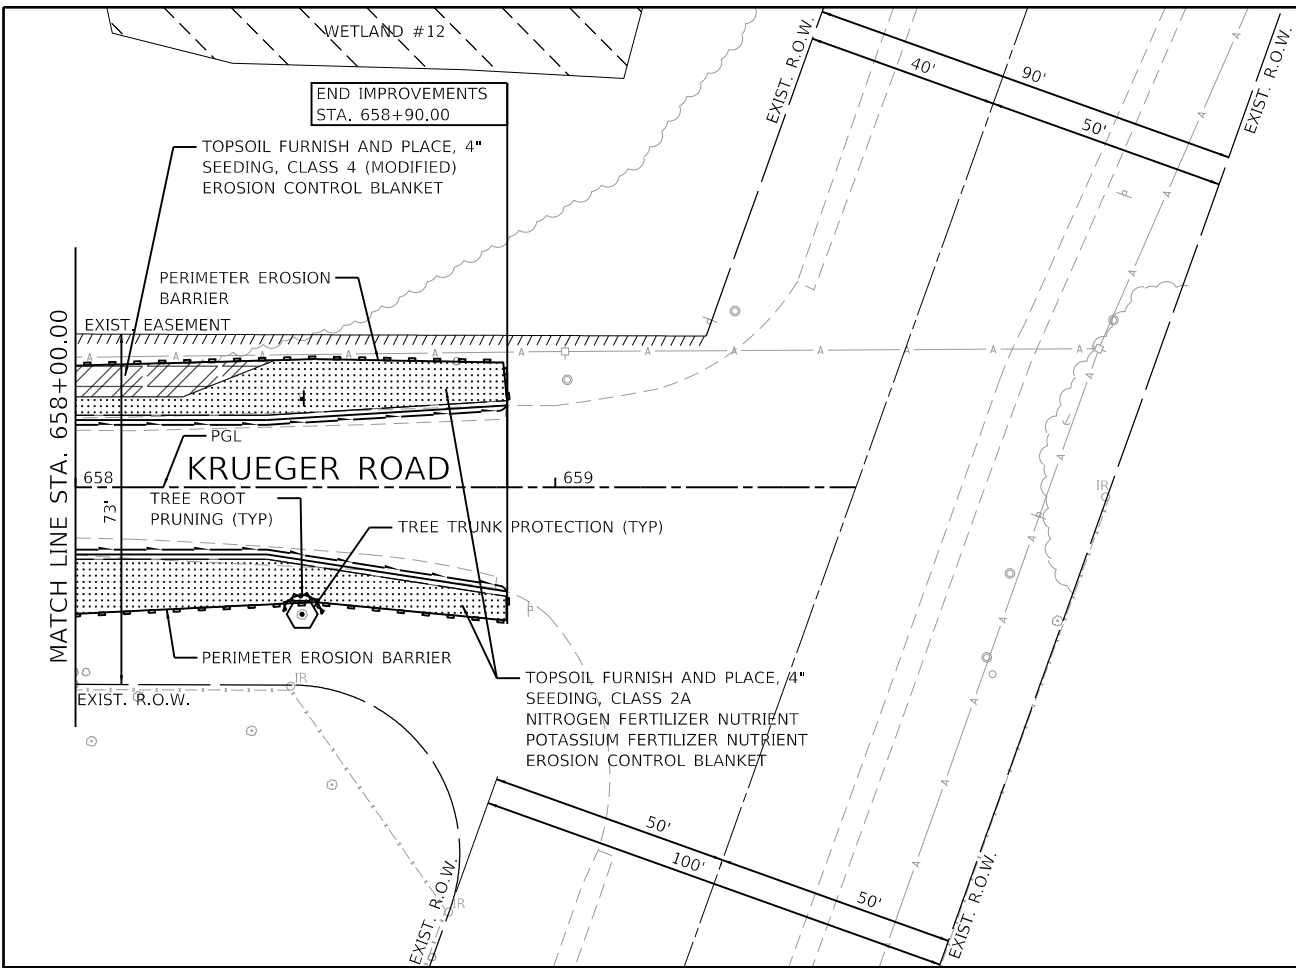 WETLAND #12
END IMPROVEMENTS
STA. 658+90.00
TOPSOIL FURNISH AND PLACE, 4"
SEEDING, CLASS 4 (MODIFIED)
EROSION CONTROL BLANKET
EXIST. R.O.W.
40'
90'
50'
EXIST. R.O.W.
PERIMETER EROSION
BARRIER
EXIST. EASEMENT
A A A A A A A A A A A
MATCH LINE STA. 658+00.00
PGL
KRUEGER ROAD
658
659
73'
TREE ROOT
PRUNING (TYP)
TREE TRUNK PROTECTION (TYP)
IR
PERIMETER EROSION BARRIER
IR
EXIST. R.O.W.
TOPSOIL FURNISH AND PLACE, 4"
SEEDING, CLASS 2A
NITROGEN FERTILIZER NUTRIENT
POTASSIUM FERTILIZER NUTRIENT
EROSION CONTROL BLANKET
50'
100'
50'
IR
EXIST. R.O.W.
EXIST. R.O.W.